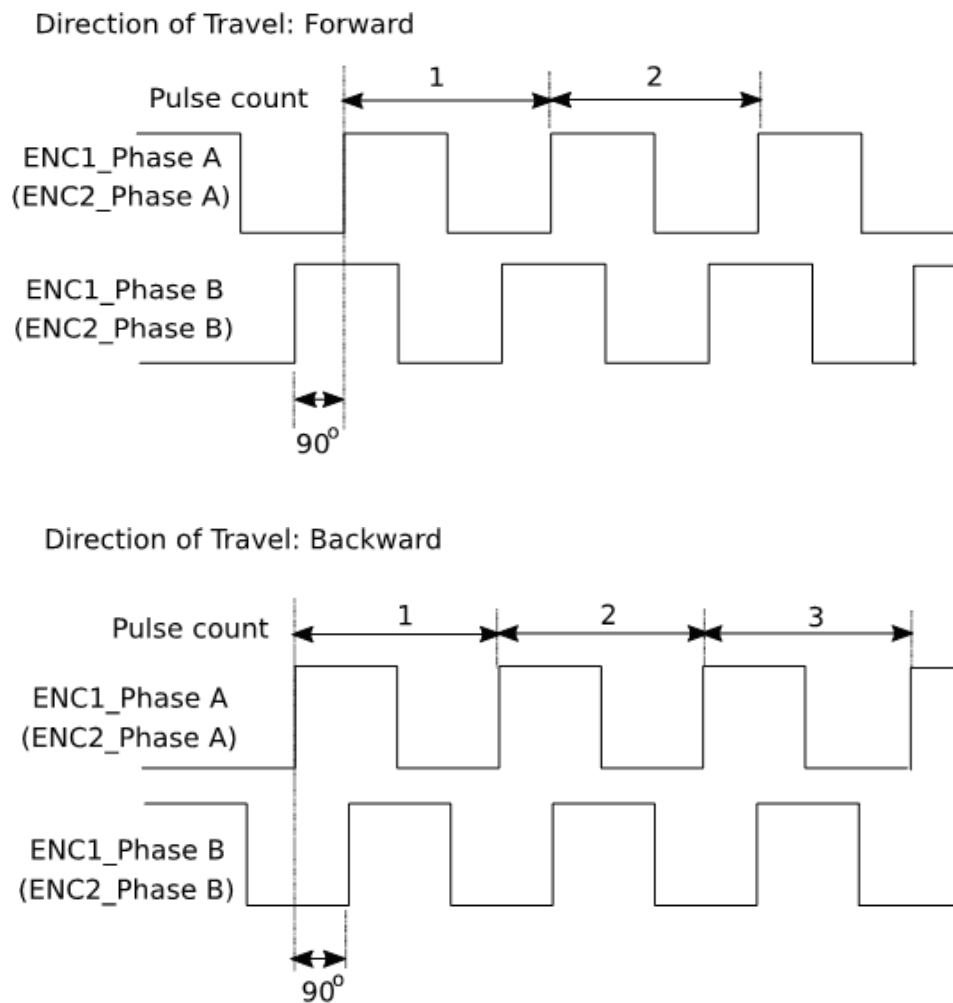 Direction of Travel: Forward
1
2
Pulse count
ENC1_Phase A
(ENC2_Phase A)
ENC1_Phase B
(ENC2_Phase B)
90°
Direction of Travel: Backward
1
2
3
Pulse count
ENC1_Phase A
(ENC2_Phase A)
ENC1_Phase B
(ENC2_Phase B)
90°